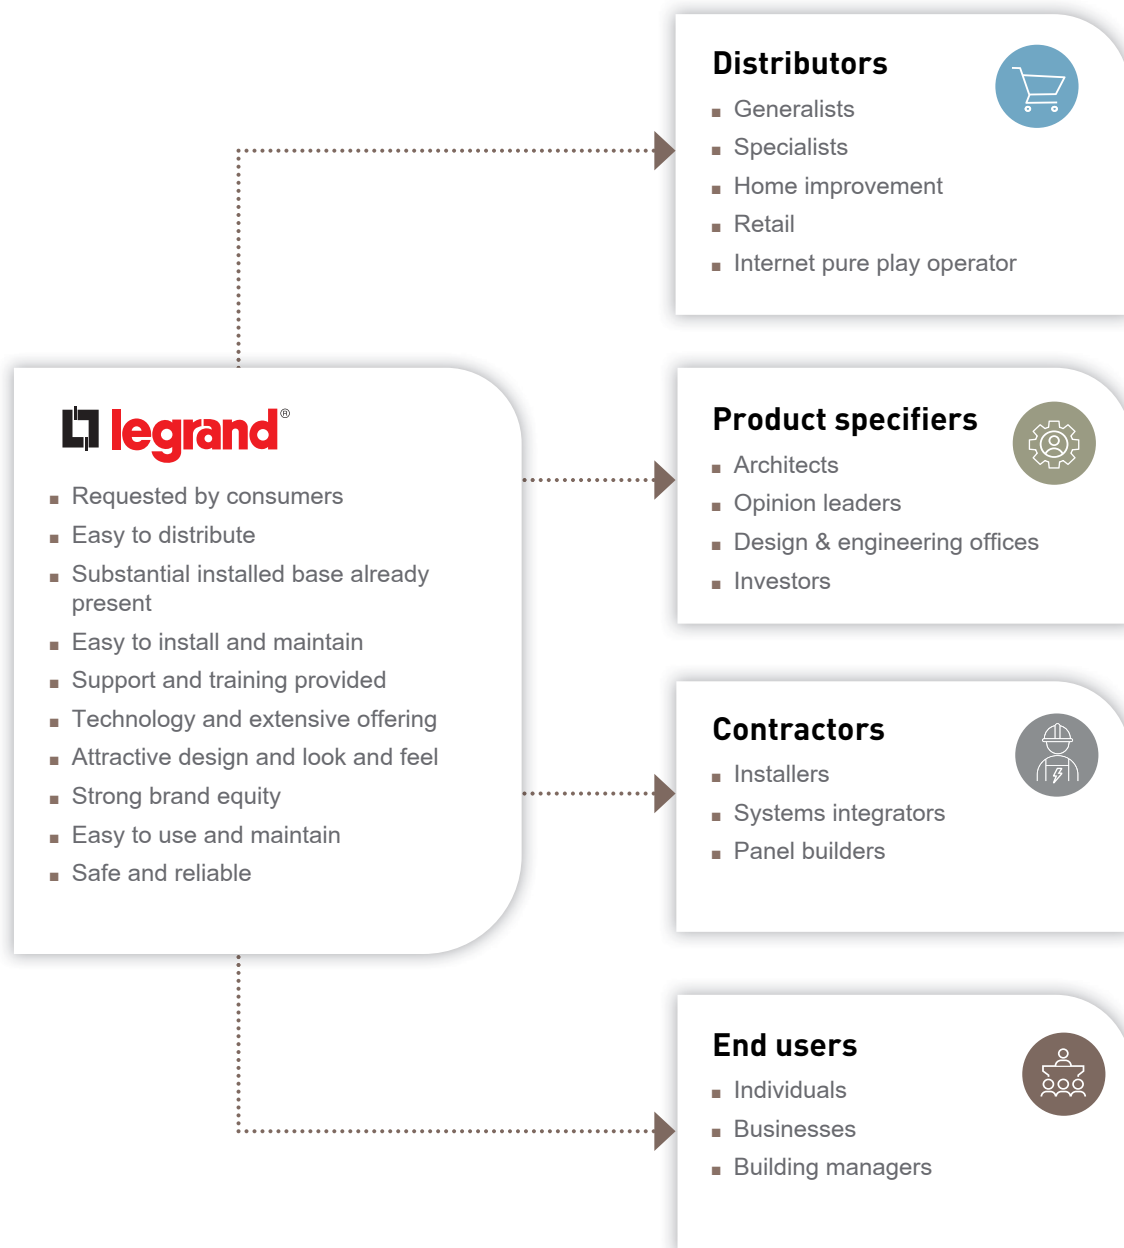 Distributors
Generalists
Specialists
Home improvement
Retail
Internet pure play operator
legrand®
Requested by consumers
Easy to distribute
Substantial installed base already
present
Easy to install and maintain
Support and training provided
Technology and extensive offering
Attractive design and look and feel
Strong brand equity
Easy to use and maintain
Safe and reliable
Product specifiers
Architects
Opinion leaders
Design & engineering offices
Investors
Contractors
Installers
Systems integrators
Panel builders
End users
Individuals
Businesses
Building managers